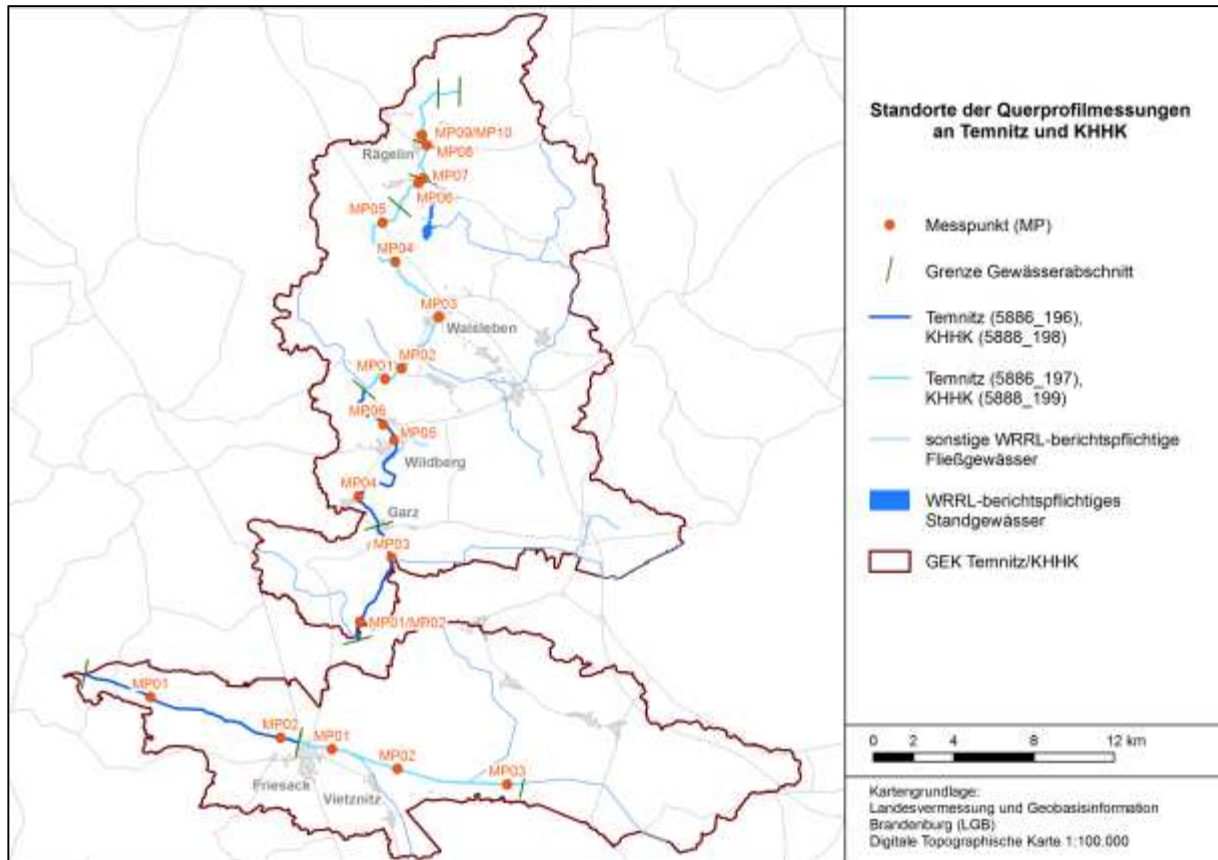 MP09/MP10
MP08
Rägelin
MP07
MP06
MP05
MP04
MP03
Walsleben
MP02
MP01
MP06
MP05
Wildberg
MP04
Garz
MP03
MP01/MP02
MP01
MP02
MP01
MP02
MP03
Friesack
Vietznitz
Standorte der Querprofilmessungen
an Temnitz und KHHK
Messpunkt (MP)
Grenze Gewässerabschnitt
Temnitz (5886_196),
KHHK (5888_198)
Temnitz (5886_197),
KHHK (5888_199)
sonstige WRRL-berichtspflichtige
Fließgewässer
WRRL-berichtspflichtiges
Standgewässer
GEK Temnitz/KHHK
0 2 4 8 12 km
Kartengrundlage:
Landesvermessung und Geobasisinformation
Brandenburg (LGB)
Digitale Topographische Karte 1:100.000